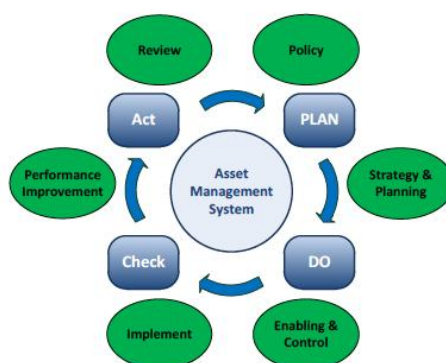 Review
Policy
Act
PLAN
Performance
Improvement
Asset
Management
System
Strategy &
Planning
Check
DO
Implement
Enabling &
Control